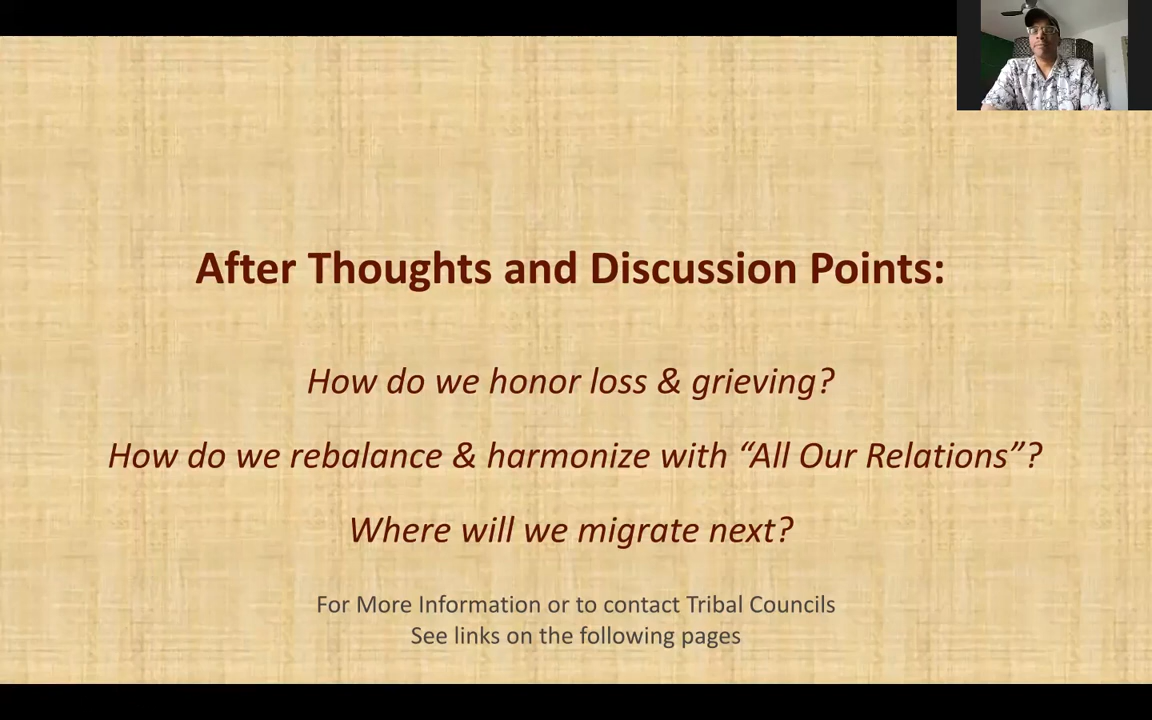 After Thoughts and Discussion Points:
How do we honor loss & grieving?
How do we rebalance & harmonize with “All Our Relations”?
Where will we migrate next?
For More Information or to contact Tribal Councils
See links on the following pages